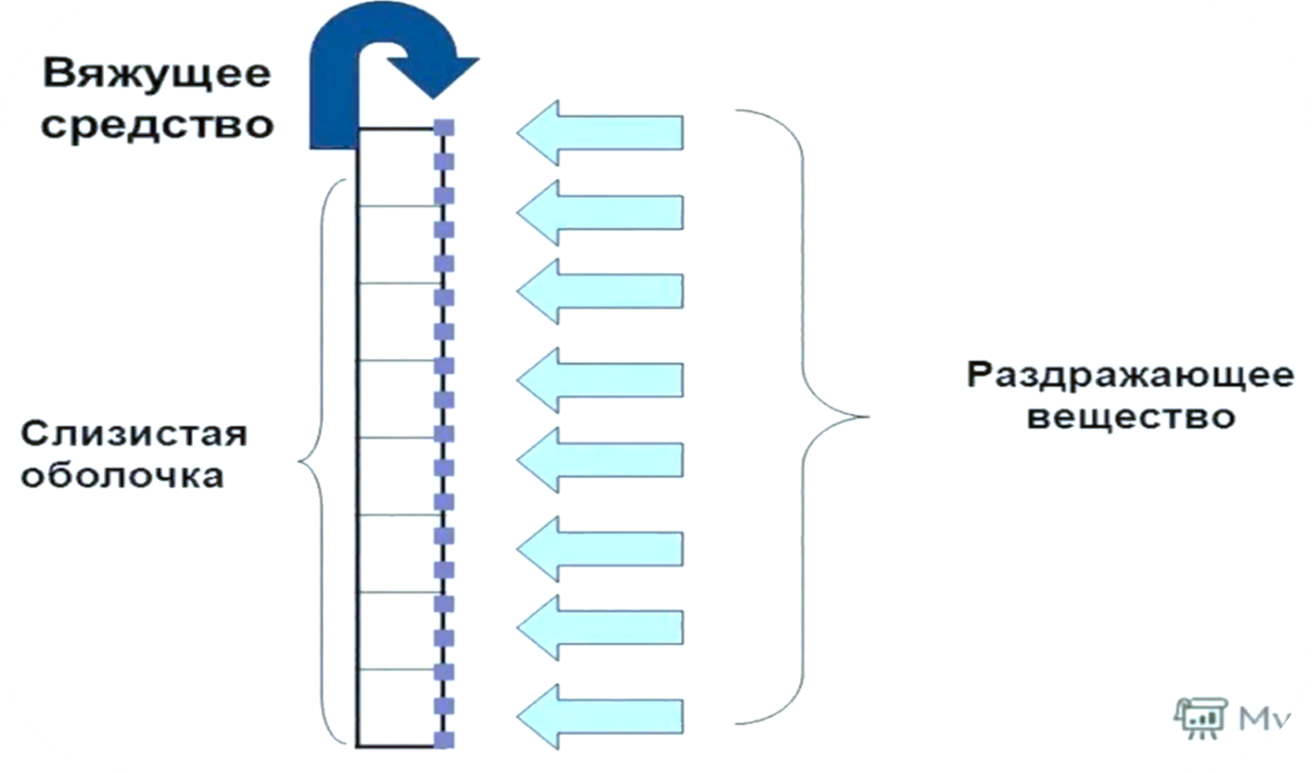 Вяжущее
средство
Слизистая
оболочка
Раздражающее
вещество
Mv